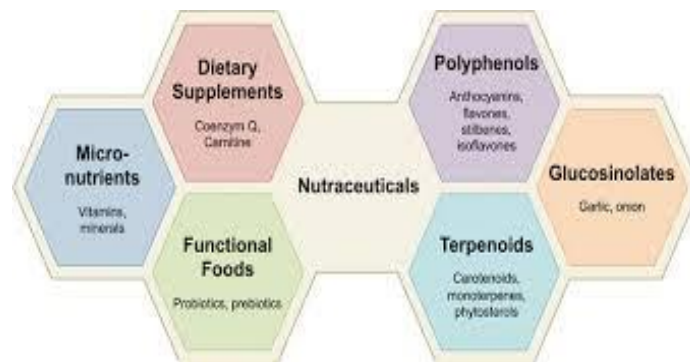 Dietary
Supplements
Coenzym Q,
Carnitine
Polyphenols
Anthocyanins,
flavones,
stilbenes,
isoflavones
Micro-
nutrients
Vitamins,
minerals
Nutraceuticals
Glucosinolates
Garlic, onion
Functional
Foods
Probiotics, prebiotics
Terpenoids
Carotenoids,
monoterpenes,
phytosterols